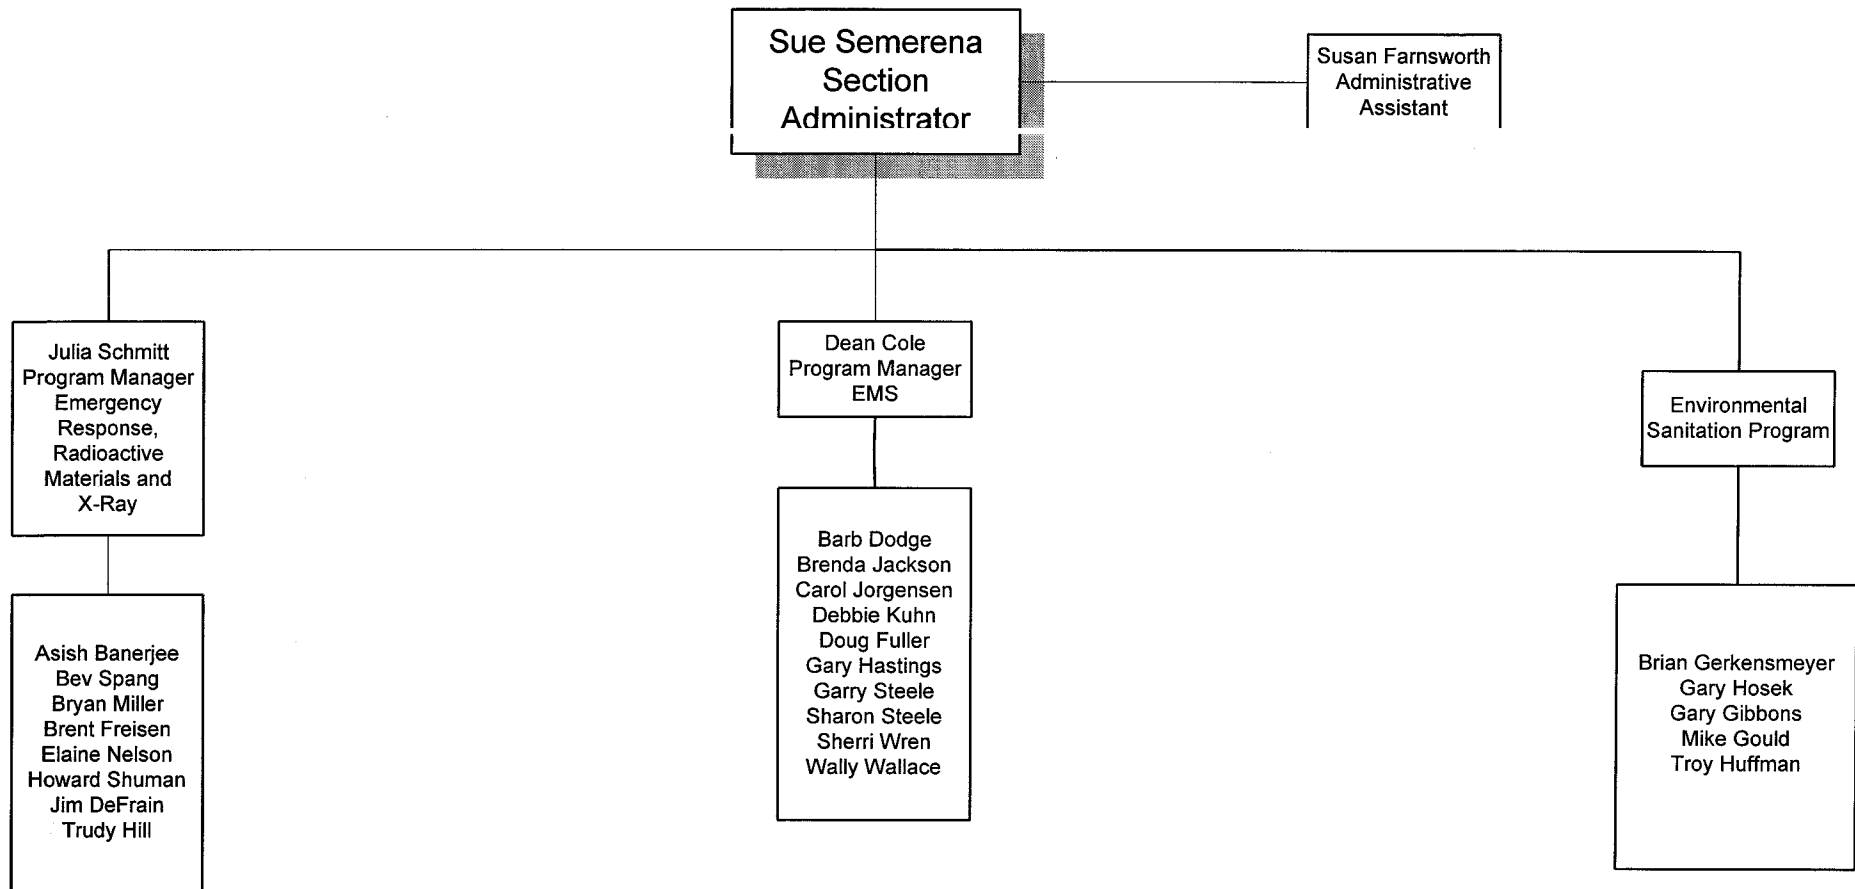 Sue Semerena
Section
Administrator
Susan Farnsworth
Administrative
Assistant
Julia Schmitt
Program Manager
Emergency
Response,
Radioactive
Materials and
X-Ray
Dean Cole
Program Manager
EMS
Environmental
Sanitation Program
Asish Banerjee
Bev Spang
Bryan Miller
Brent Freisen
Elaine Nelson
Howard Shuman
Jim DeFrain
Trudy Hill
Barb Dodge
Brenda Jackson
Carol Jorgensen
Debbie Kuhn
Doug Fuller
Gary Hastings
Garry Steele
Sharon Steele
Sherri Wren
Wally Wallace
Brian Gerkensmeyer
Gary Hosek
Gary Gibbons
Mike Gould
Troy Huffman